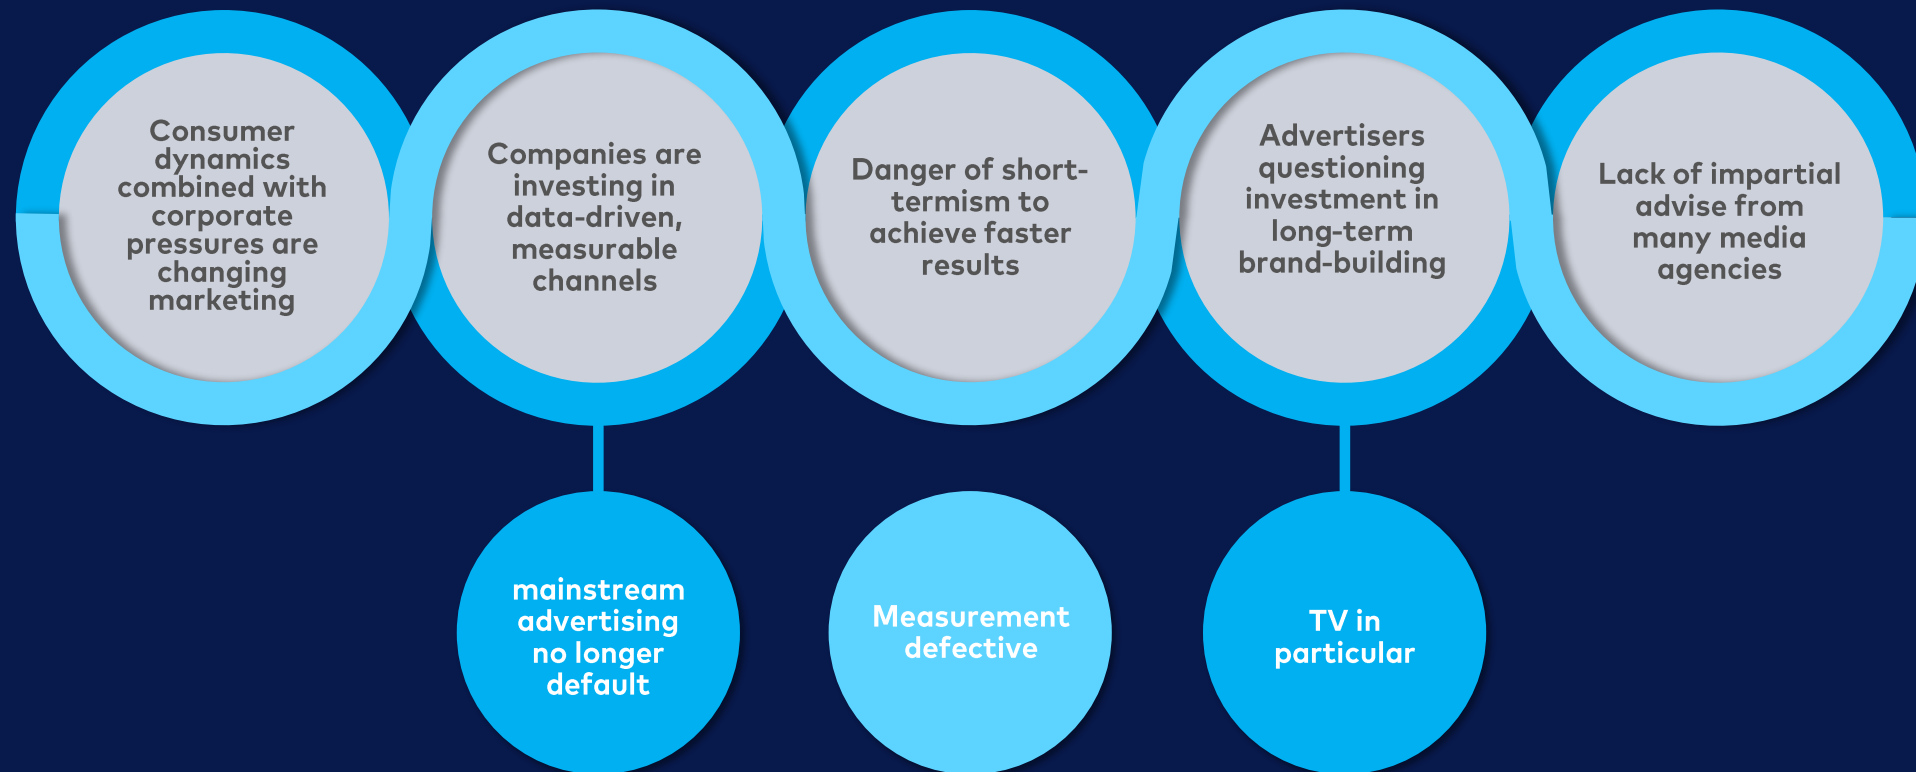 Consumer
dynamics
combined with
corporate
pressures are
changing
marketing
Companies are
investing in
data-driven,
measurable
channels
Danger of short-
termism to
achieve faster
results
Advertisers
questioning
investment in
long-term
brand-building
Lack of impartial
advise from
many media
agencies
mainstream
advertising
no longer
default
Measurement
defective
TV in
particular